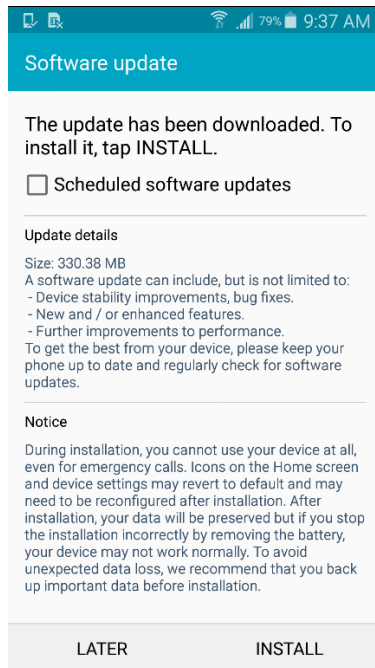 79% 9:37 AM
Software update
The update has been downloaded. To
install it, tap INSTALL.
Scheduled software updates
Update details
Size: 330.38 MB
A software update can include, but is not limited to:
- Device stability improvements, bug fixes.
- New and / or enhanced features.
- Further improvements to performance.
To get the best from your device, please keep your
phone up to date and regularly check for software
updates.
Notice
During installation, you cannot use your device at all,
even for emergency calls. Icons on the Home screen
and device settings may revert to default and may
need to be reconfigured after installation. After
installation, your data will be preserved but if you stop
the installation incorrectly by removing the battery,
your device may not work normally. To avoid
unexpected data loss, we recommend that you back
up important data before installation.
LATER INSTALL